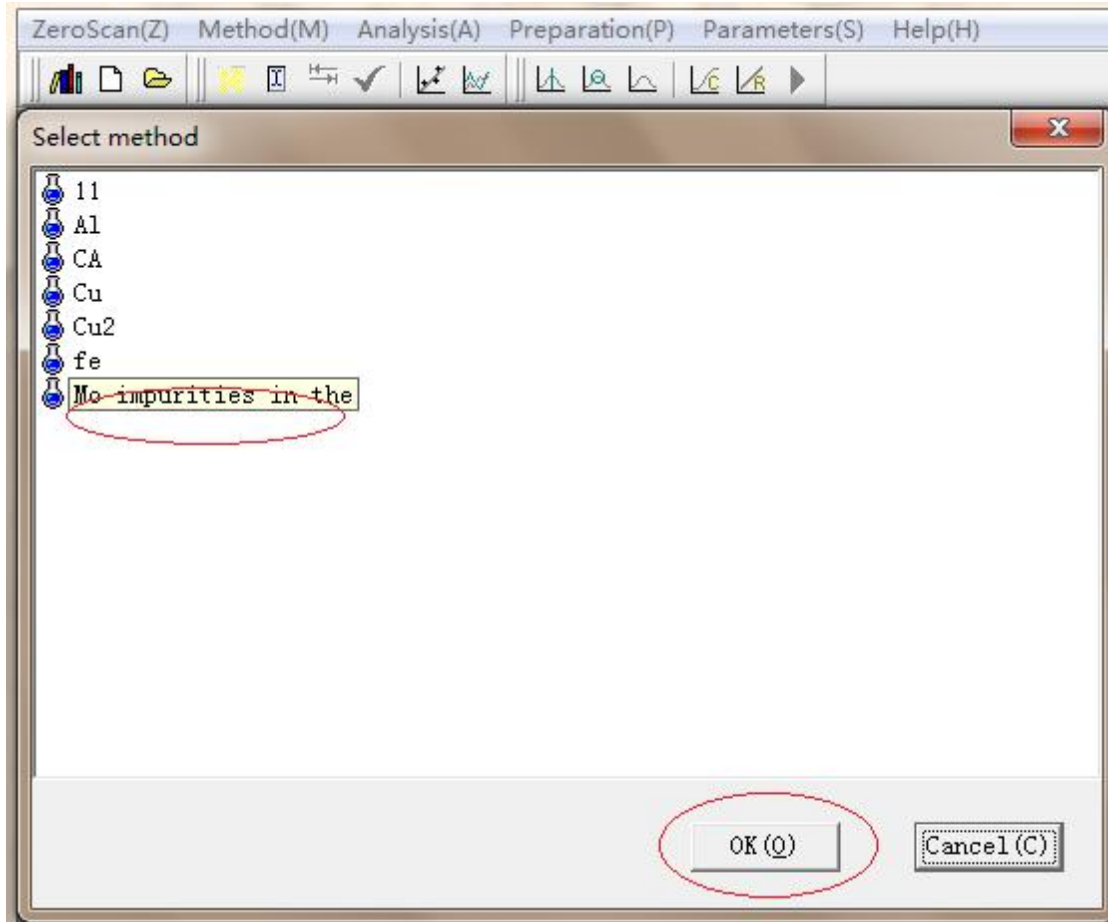 ZeroScan(Z) Method(M) Analysis(A) Preparation(P) Parameters(S) Help(H)
Select method
11
Al
CA
Cu
Cu2
fe
Mo impurities in the
OK(O) Cancel(C)